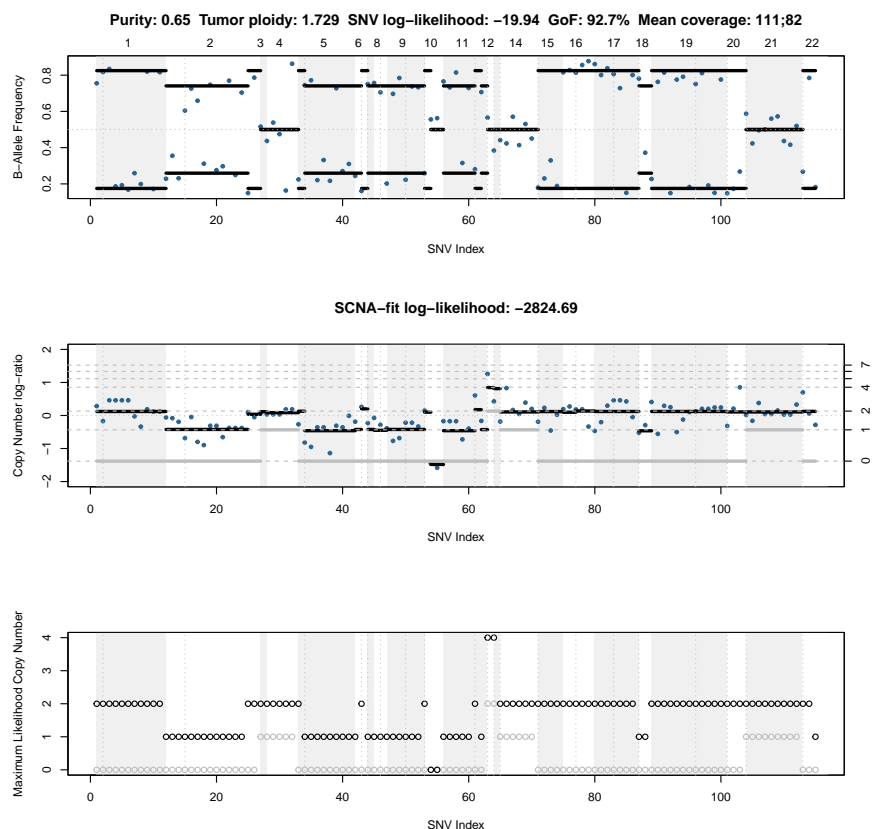 Purity: 0.65 Tumor ploidy: 1.729 SNV log−likelihood: −19.94 GoF: 92.7% Mean coverage: 111;82
1 2 3 4 5 6 8 9 10 11 12 14 15 16 17 18 19 20 21 22
B−Allele Frequency
0.8
0.6
0.4
0.2
0 20 40 60 80 100
SNV Index
SCNA−fit log−likelihood: −2824.69
Copy Number log−ratio
2
1
0
−1
−2
7
4
2
1
0
0 20 40 60 80 100
SNV Index
Maximum Likelihood Copy Number
4
3
2
1
0
0 20 40 60 80 100
SNV Index